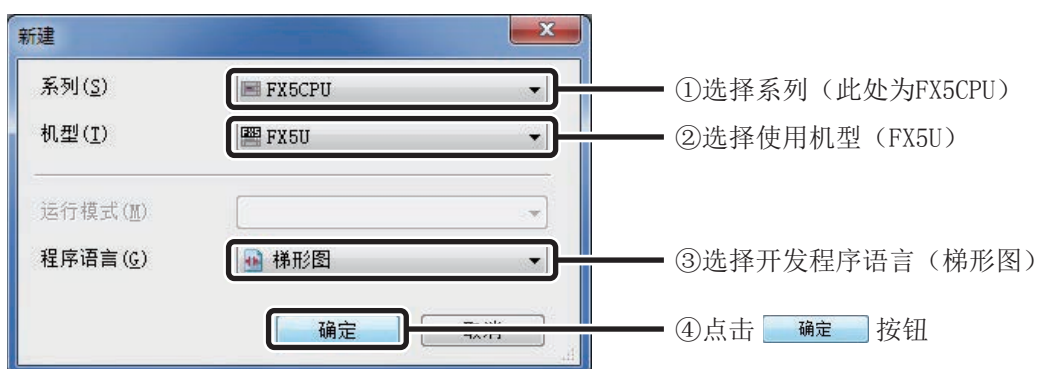 新建
系列(S) FX5CPU ①选择系列（此处为FX5CPU）
机型(T) FX5U ②选择使用机型（FX5U）
运行模式(M)
程序语言(G) 梯形图 ③选择开发程序语言（梯形图）
确定 取消 ④点击 确定 按钮